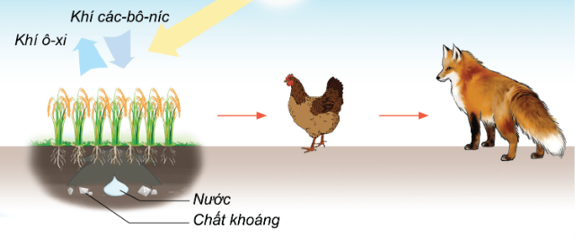 Khí các-bô-níc
Khí ô-xi
Nước
Chất khoáng